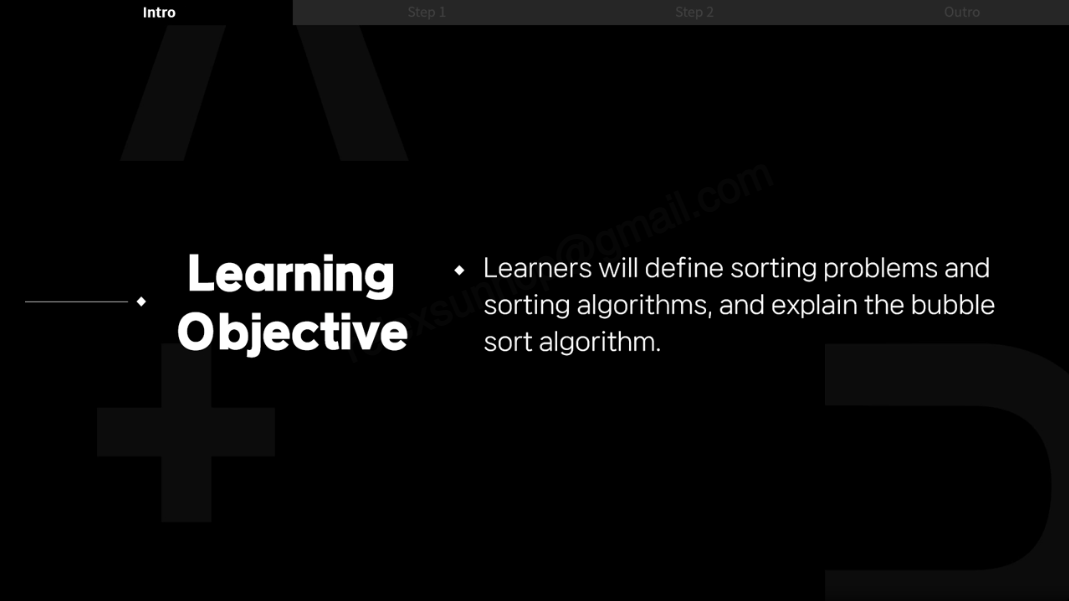 Intro
Step 1
Step 2
Outro
Learning
Objective
Learners will define sorting problems and
sorting algorithms, and explain the bubble
sort algorithm.
@gmail.com